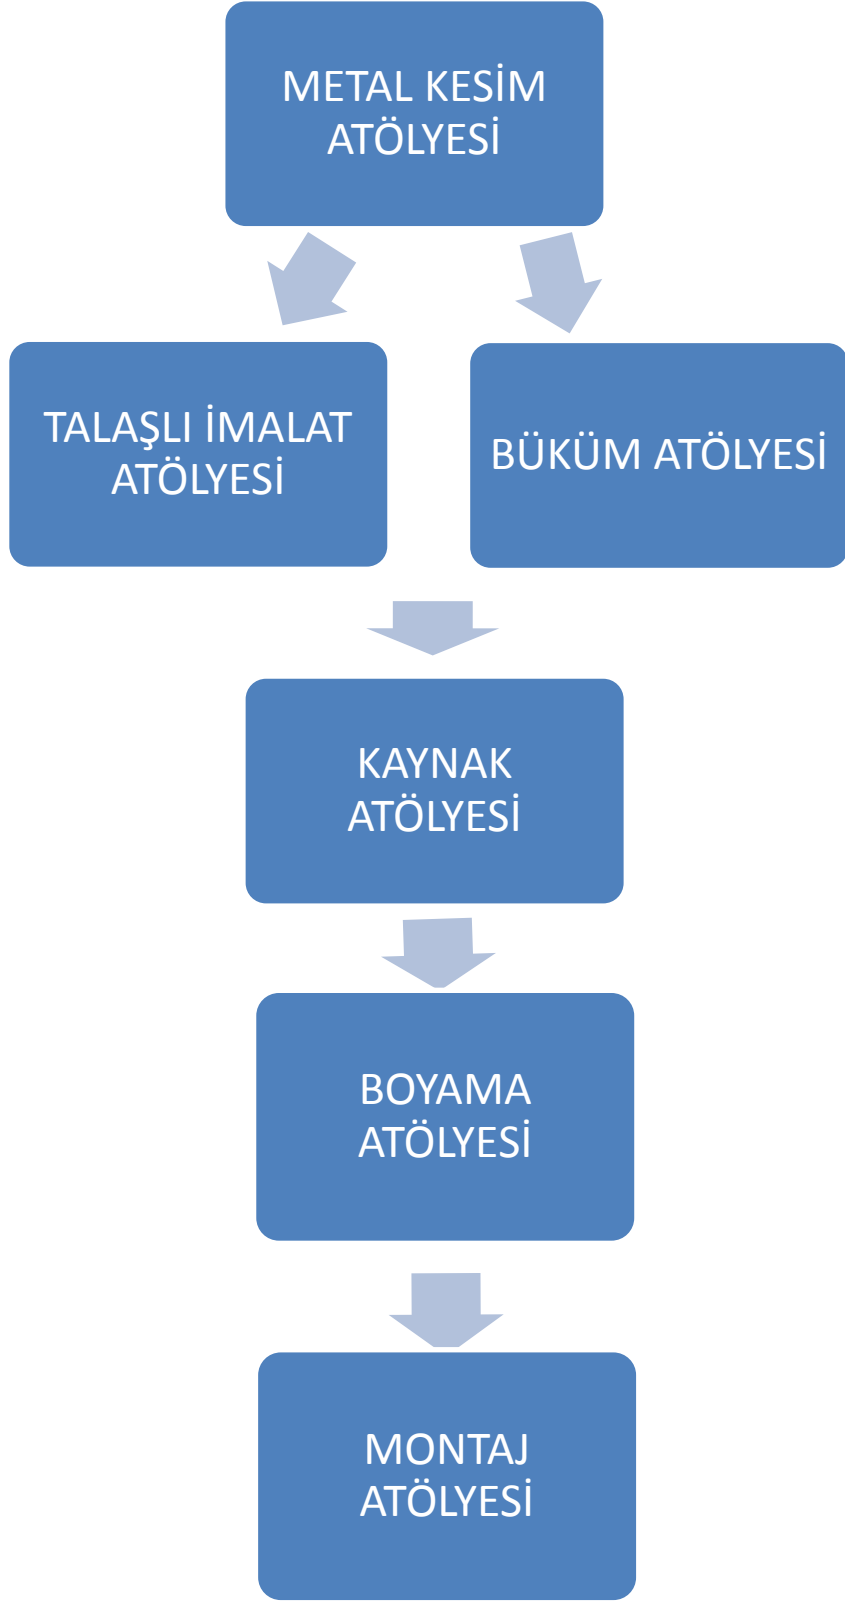 METAL KESİM
ATÖLYESİ
TALAŞLI İMALAT
ATÖLYESİ
BÜKÜM ATÖLYESİ
KAYNAK
ATÖLYESİ
BOYAMA
ATÖLYESİ
MONTAJ
ATÖLYESİ